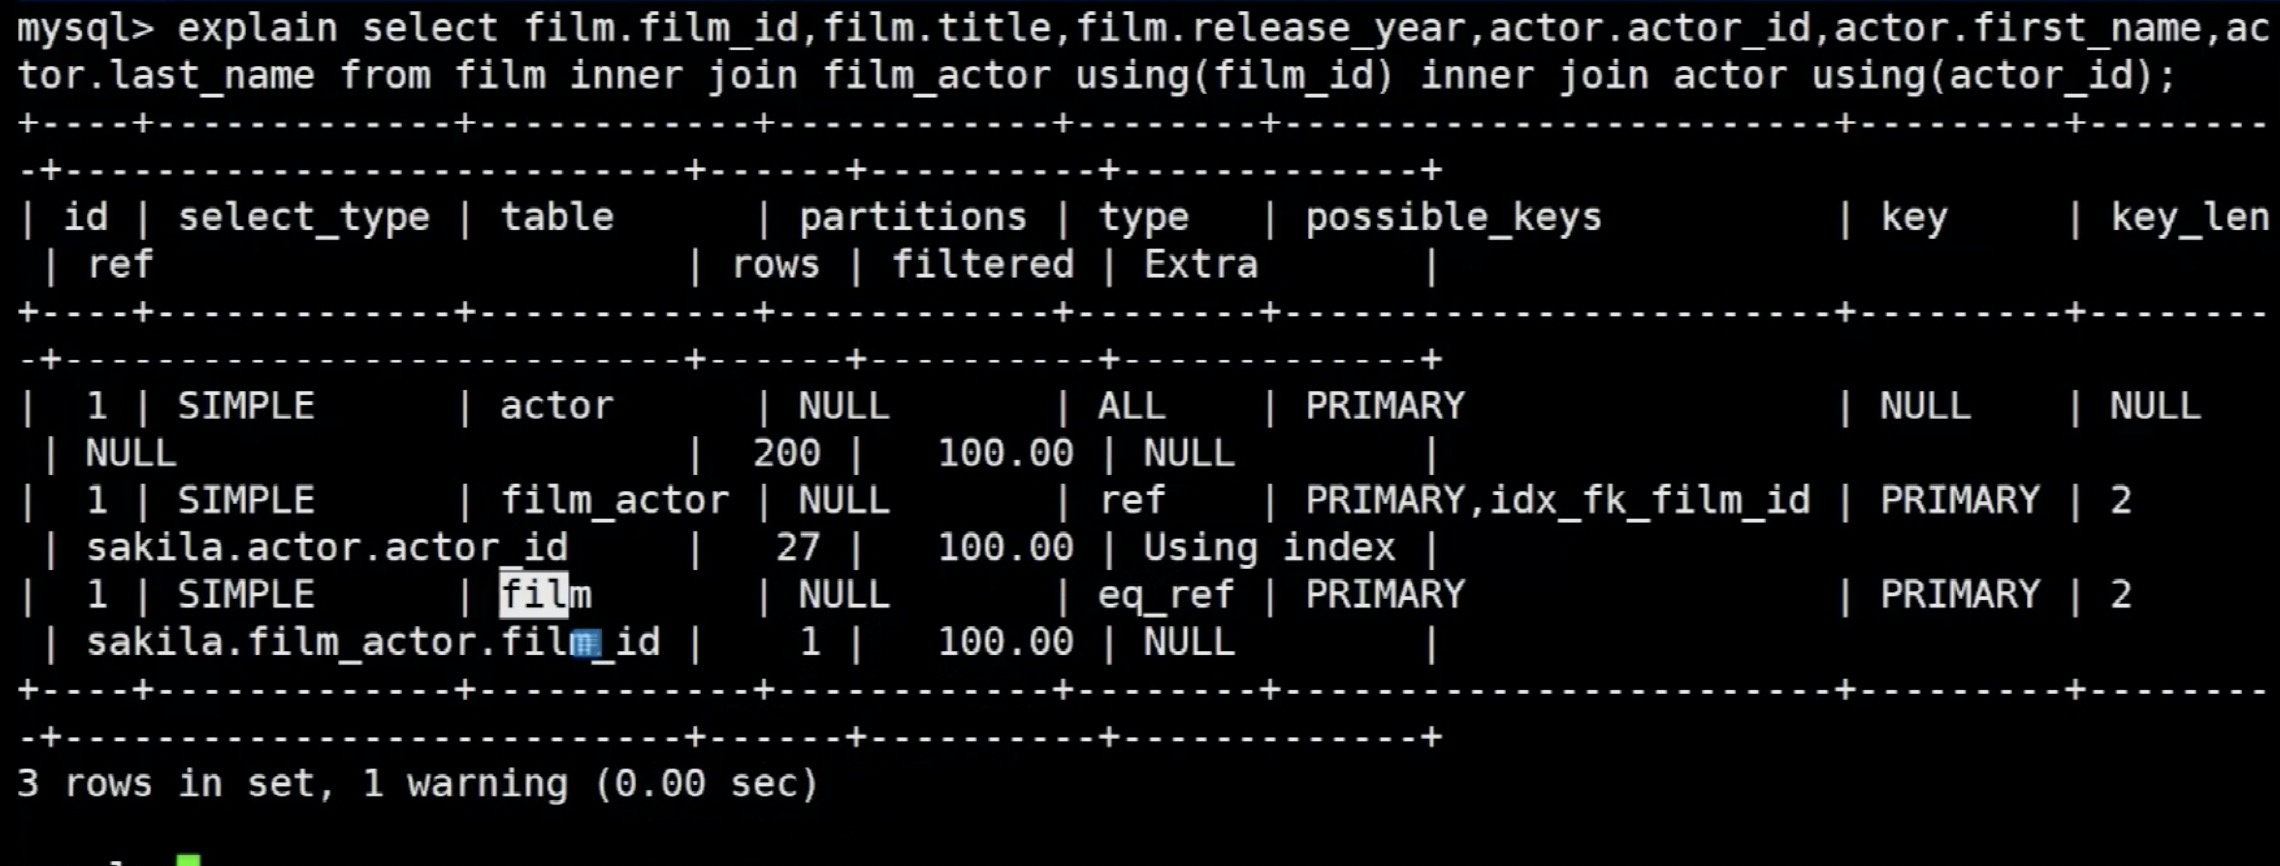 mysql> explain select film.film_id,film.title,film.release_year,actor.actor_id,actor.first_name,ac
tor.last_name from film inner join film_actor using(film_id) inner join actor using(actor_id);
+----+-------------+------------+------------+--------+------------------------+---------+--------
-+---------------------------+------+----------+-------------+
| id | select_type | table      | partitions | type   | possible_keys          | key     | key_len
 | ref                       | rows | filtered | Extra       |
+----+-------------+------------+------------+--------+------------------------+---------+--------
-+---------------------------+------+----------+-------------+
|  1 | SIMPLE      | actor      | NULL       | ALL    | PRIMARY                | NULL    | NULL
 | NULL                      |  200 |   100.00 | NULL        |
|  1 | SIMPLE      | film_actor | NULL       | ref    | PRIMARY,idx_fk_film_id | PRIMARY | 2
 | sakila.actor.actor_id     |   27 |   100.00 | Using index |
|  1 | SIMPLE      | film       | NULL       | eq_ref | PRIMARY                | PRIMARY | 2
 | sakila.film_actor.film_id |    1 |   100.00 | NULL        |
+----+-------------+------------+------------+--------+------------------------+---------+--------
-+---------------------------+------+----------+-------------+
3 rows in set, 1 warning (0.00 sec)